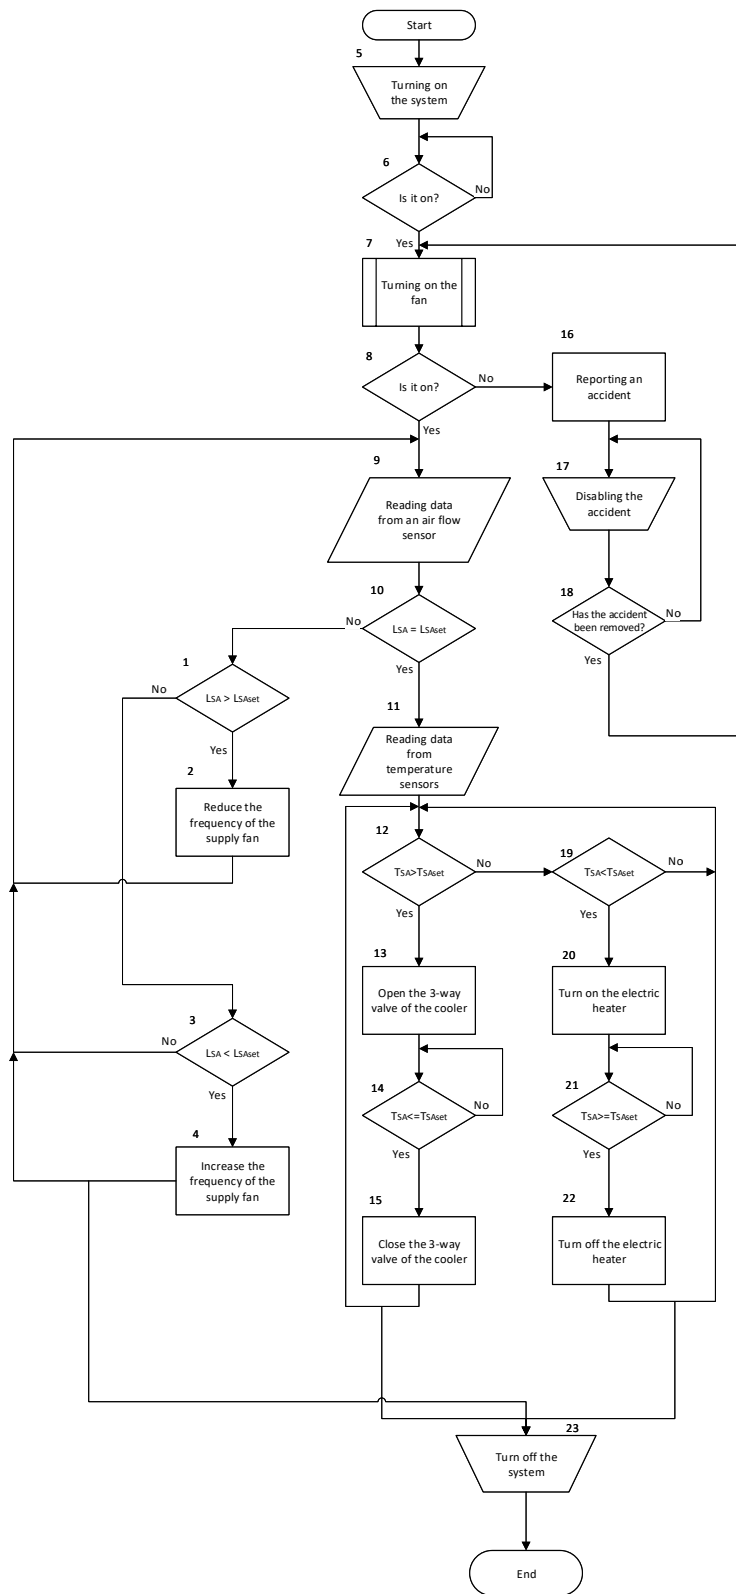 Start
5
Turning on
the system
6
Is it on?
No
Yes
7
Turning on the
fan
8
Is it on?
No
Yes
16
Reporting an
accident
9
Reading data
from an air flow
sensor
17
Disabling the
accident
10
LSA = LSAset
No
Yes
18
Has the accident
been removed?
No
Yes
1
LSA > LSAset
No
Yes
11
Reading data
from
temperature
sensors
2
Reduce the
frequency of the
supply fan
12
TSA>TSAset
No
Yes
19
TSA<TSAset
No
Yes
13
Open the 3-way
valve of the cooler
20
Turn on the electric
heater
3
LSA < LSAset
No
Yes
14
TSA<=TSAset
No
Yes
21
TSA>=TSAset
No
Yes
4
Increase the
frequency of the
supply fan
15
Close the 3-way
valve of the cooler
22
Turn off the electric
heater
23
Turn off the
system
End